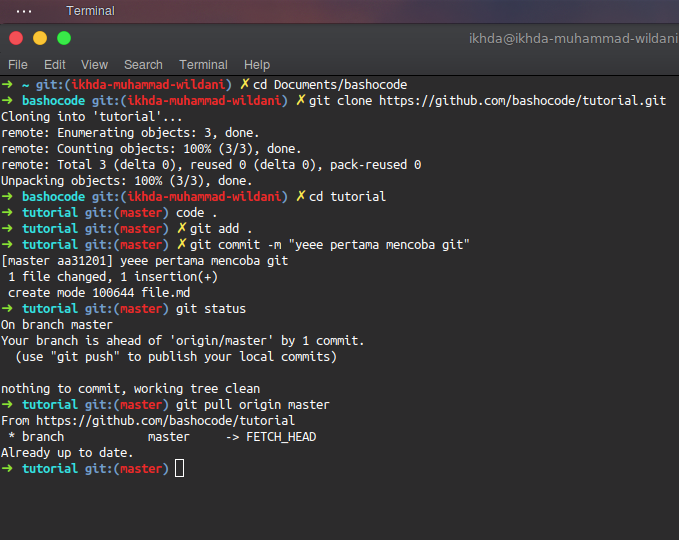 Terminal
ikhda@ikhda-muhammad-wildani
File Edit View Search Terminal Help
➜ ~ git:(ikhda-muhammad-wildani) ✗ cd Documents/bashocode
➜ bashocode git:(ikhda-muhammad-wildani) ✗ git clone https://github.com/bashocode/tutorial.git
Cloning into 'tutorial'...
remote: Enumerating objects: 3, done.
remote: Counting objects: 100% (3/3), done.
remote: Total 3 (delta 0), reused 0 (delta 0), pack-reused 0
Unpacking objects: 100% (3/3), done.
➜ bashocode git:(ikhda-muhammad-wildani) ✗ cd tutorial
➜ tutorial git:(master) code .
➜ tutorial git:(master) ✗ git add .
➜ tutorial git:(master) ✗ git commit -m "yeee pertama mencoba git"
[master aa31201] yeee pertama mencoba git
1 file changed, 1 insertion(+)
create mode 100644 file.md
➜ tutorial git:(master) git status
On branch master
Your branch is ahead of 'origin/master' by 1 commit.
(use "git push" to publish your local commits)
nothing to commit, working tree clean
➜ tutorial git:(master) git pull origin master
From https://github.com/bashocode/tutorial
* branch master -> FETCH_HEAD
Already up to date.
➜ tutorial git:(master)